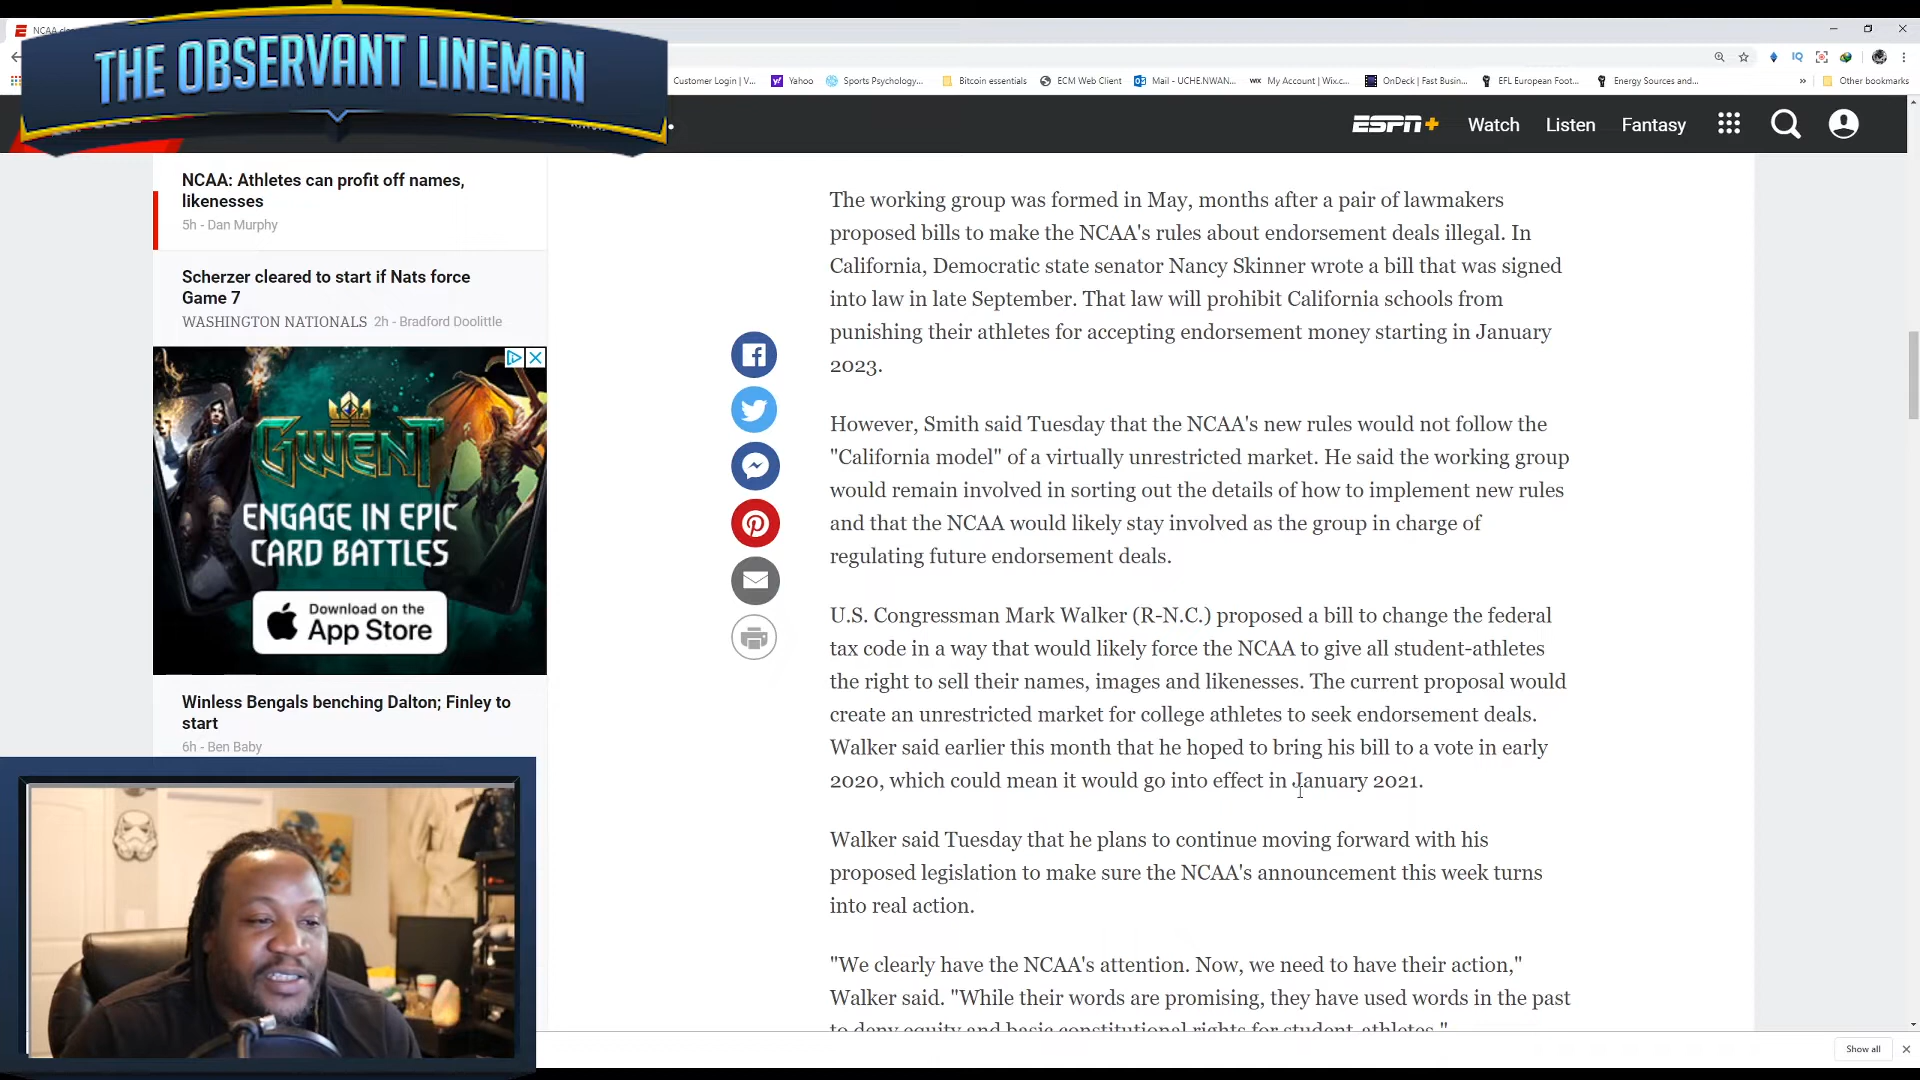 THE OBSERVANT LINEMAN
Customer Login | V...
Yahoo
Sports Psychology...
Bitcoin essentials
ECM Web Client
Mail - UCHE.NWAN...
WIX My Account | Wix.c...
OnDeck | Fast Busin...
EFL European Foot...
Energy Sources and...
»
Other bookmarks
IQ
ESPN+
Watch
Listen
Fantasy
NCAA: Athletes can profit off names,
likenesses
5h - Dan Murphy
Scherzer cleared to start if Nats force
Game 7
WASHINGTON NATIONALS 2h - Bradford Doolittle
GWENT
ENGAGE IN EPIC
CARD BATTLES
Download on the
App Store
Winless Bengals benching Dalton; Finley to
start
6h - Ben Baby
The working group was formed in May, months after a pair of lawmakers
proposed bills to make the NCAA's rules about endorsement deals illegal. In
California, Democratic state senator Nancy Skinner wrote a bill that was signed
into law in late September. That law will prohibit California schools from
punishing their athletes for accepting endorsement money starting in January
2023.
However, Smith said Tuesday that the NCAA's new rules would not follow the
"California model" of a virtually unrestricted market. He said the working group
would remain involved in sorting out the details of how to implement new rules
and that the NCAA would likely stay involved as the group in charge of
regulating future endorsement deals.
U.S. Congressman Mark Walker (R-N.C.) proposed a bill to change the federal
tax code in a way that would likely force the NCAA to give all student-athletes
the right to sell their names, images and likenesses. The current proposal would
create an unrestricted market for college athletes to seek endorsement deals.
Walker said earlier this month that he hoped to bring his bill to a vote in early
2020, which could mean it would go into effect in January 2021.
Walker said Tuesday that he plans to continue moving forward with his
proposed legislation to make sure the NCAA's announcement this week turns
into real action.
"We clearly have the NCAA's attention. Now, we need to have their action,"
Walker said. "While their words are promising, they have used words in the past
to deny equity and basic constitutional rights for student-athletes."
Show all